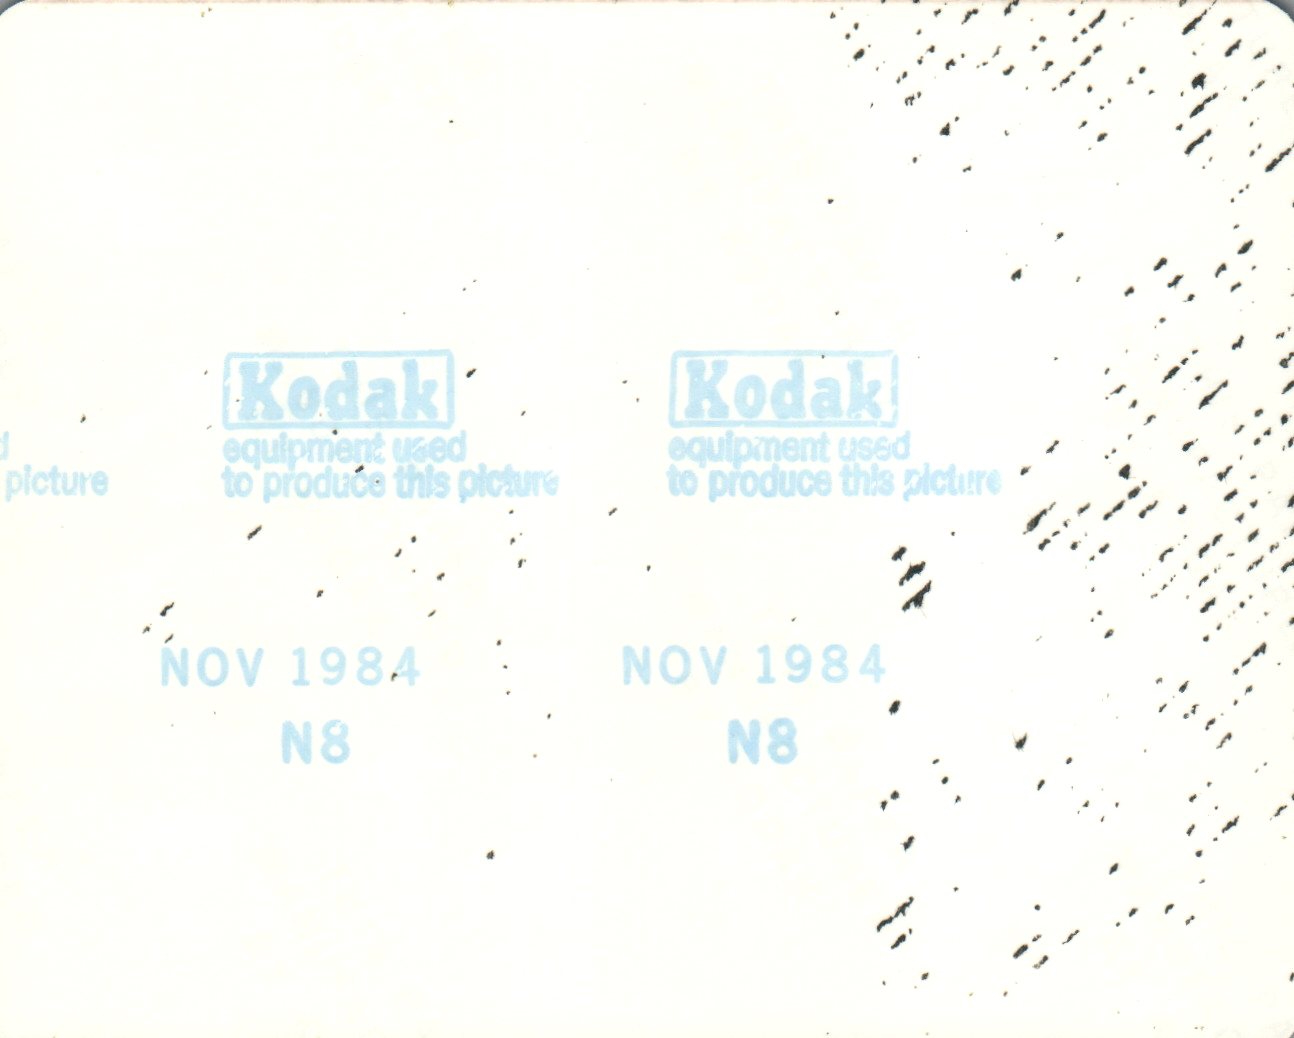 Kodak
equipment used
to produce this picture
Kodak
equipment used
to produce this picture
picture
NOV 1984
N8
NOV 1984
N8